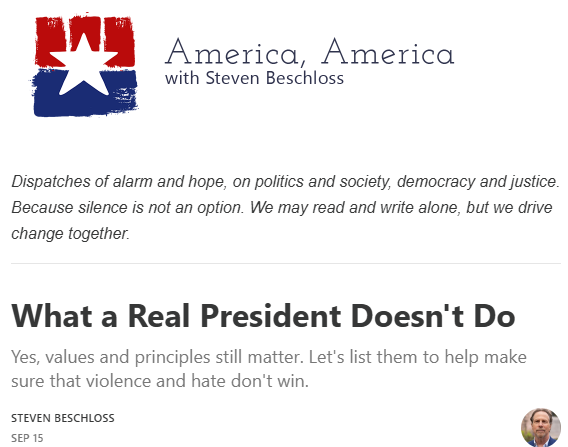 America, America
with Steven Beschloss
Dispatches of alarm and hope, on politics and society, democracy and justice.
Because silence is not an option. We may read and write alone, but we drive
change together.
What a Real President Doesn't Do
Yes, values and principles still matter. Let's list them to help make
sure that violence and hate don't win.
STEVEN BESCHLOSS
SEP 15